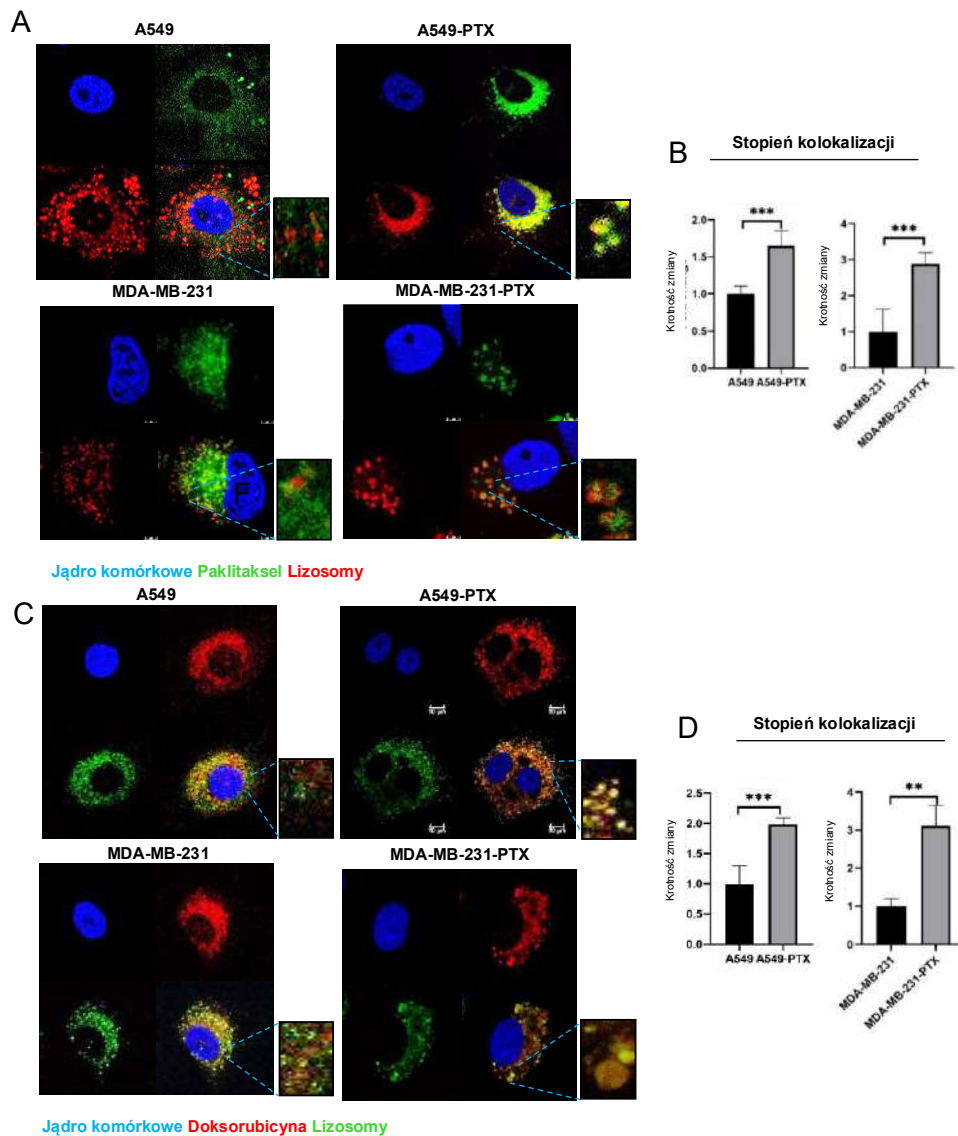 A
A549
A549-PTX
MDA-MB-231
MDA-MB-231-PTX
F
Jądro komórkowe Paklitaksel Lizosomy
B
Stopień kolokalizacji
Krotność zmiany
2.0
1.5
1.0
0.5
0.0
***
A549 A549-PTX
Krotność zmiany
4
3
2
1
0
***
MDA-MB-231
MDA-MB-231-PTX
C
A549
A549-PTX
MDA-MB-231
MDA-MB-231-PTX
Jądro komórkowe Doksorubicyna Lizosomy
D
Stopień kolokalizacji
Krotność zmiany
2.5
2.0
1.5
1.0
0.5
0.0
***
A549 A549-PTX
Krotność zmiany
4
3
2
1
0
**
MDA-MB-231
MDA-MB-231-PTX